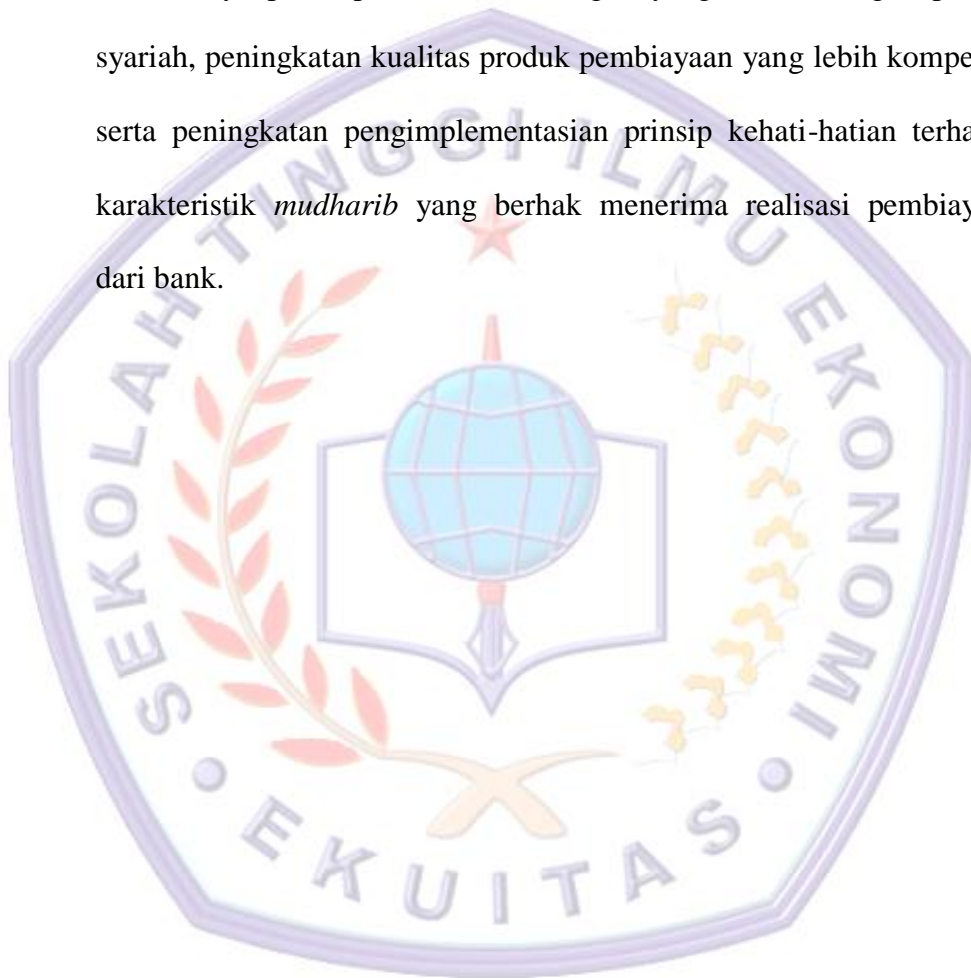 syariah, peningkatan kualitas produk pembiayaan yang lebih kompe
serta peningkatan pengimplementasian prinsip kehati-hatian terha
karakteristik mudharib yang berhak menerima realisasi pembiay
dari bank.
SEKOLAH TINGGI ILMU EKONOMI
• EKUITAS •